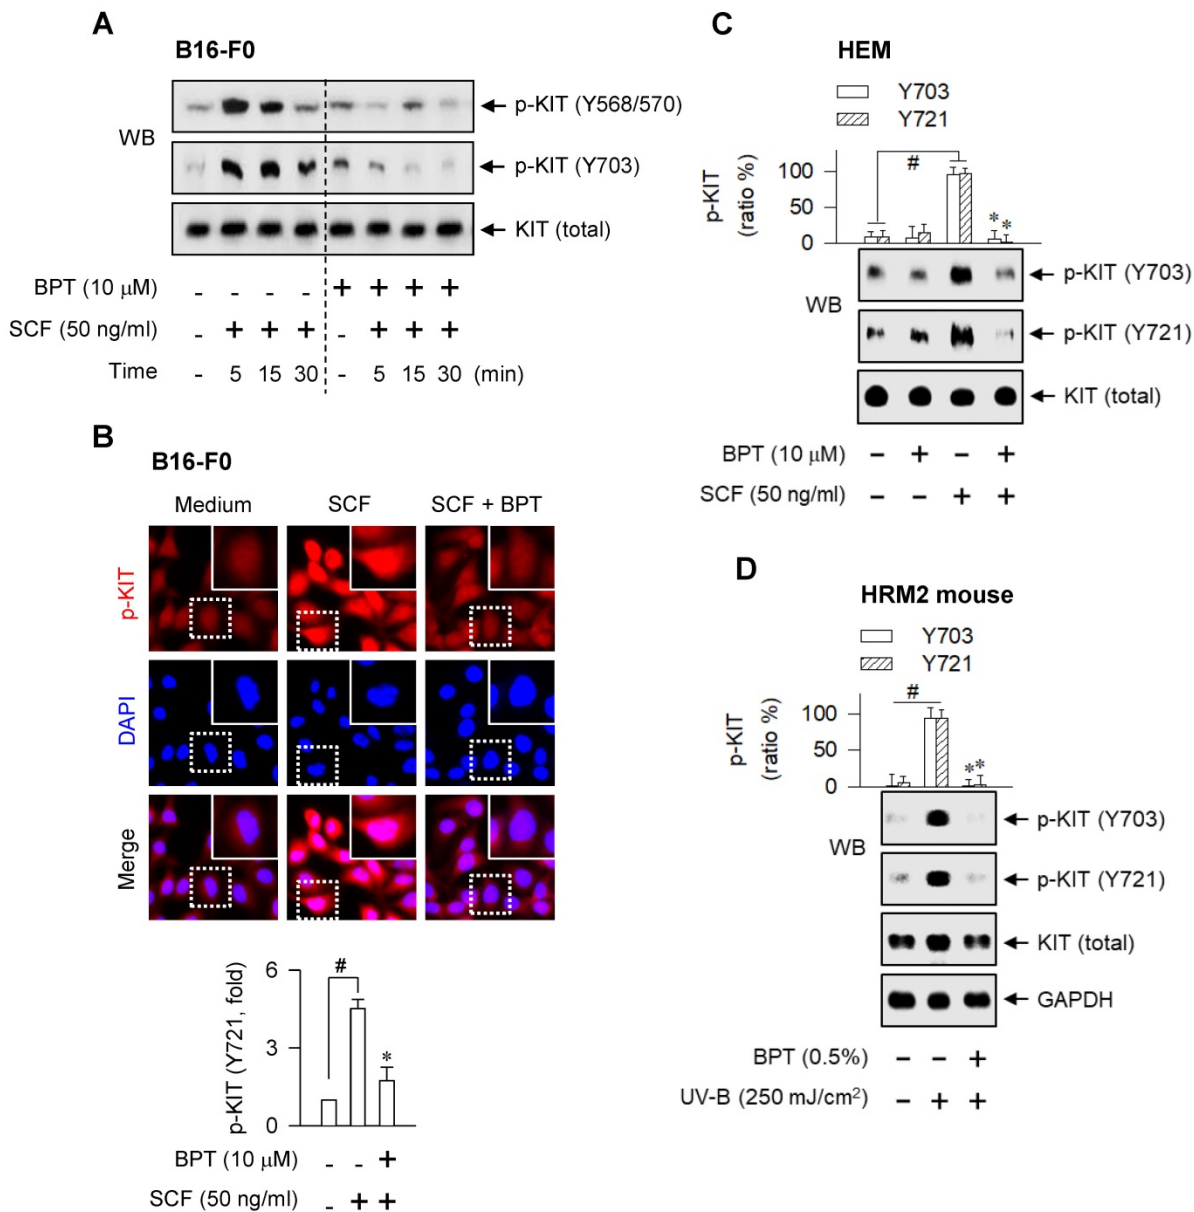 A
B16-F0
WB
p-KIT (Y568/570)
p-KIT (Y703)
KIT (total)
BPT (10 μM) - - - - + + + +
SCF (50 ng/ml) - + + + - + + +
Time - 5 15 30 - 5 15 30 (min)
B
B16-F0
Medium SCF SCF + BPT
p-KIT
DAPI
Merge
p-KIT (Y721, fold)
6
3
0
#
*
BPT (10 μM) - - +
SCF (50 ng/ml) - + +
C
HEM
Y703
Y721
p-KIT
(ratio %)
100
50
0
#
* *
WB
p-KIT (Y703)
p-KIT (Y721)
KIT (total)
BPT (10 μM) - + - +
SCF (50 ng/ml) - - + +
D
HRM2 mouse
Y703
Y721
p-KIT
(ratio %)
100
50
0
#
* *
WB
p-KIT (Y703)
p-KIT (Y721)
KIT (total)
GAPDH
BPT (0.5%) - - +
UV-B (250 mJ/cm²) - + +